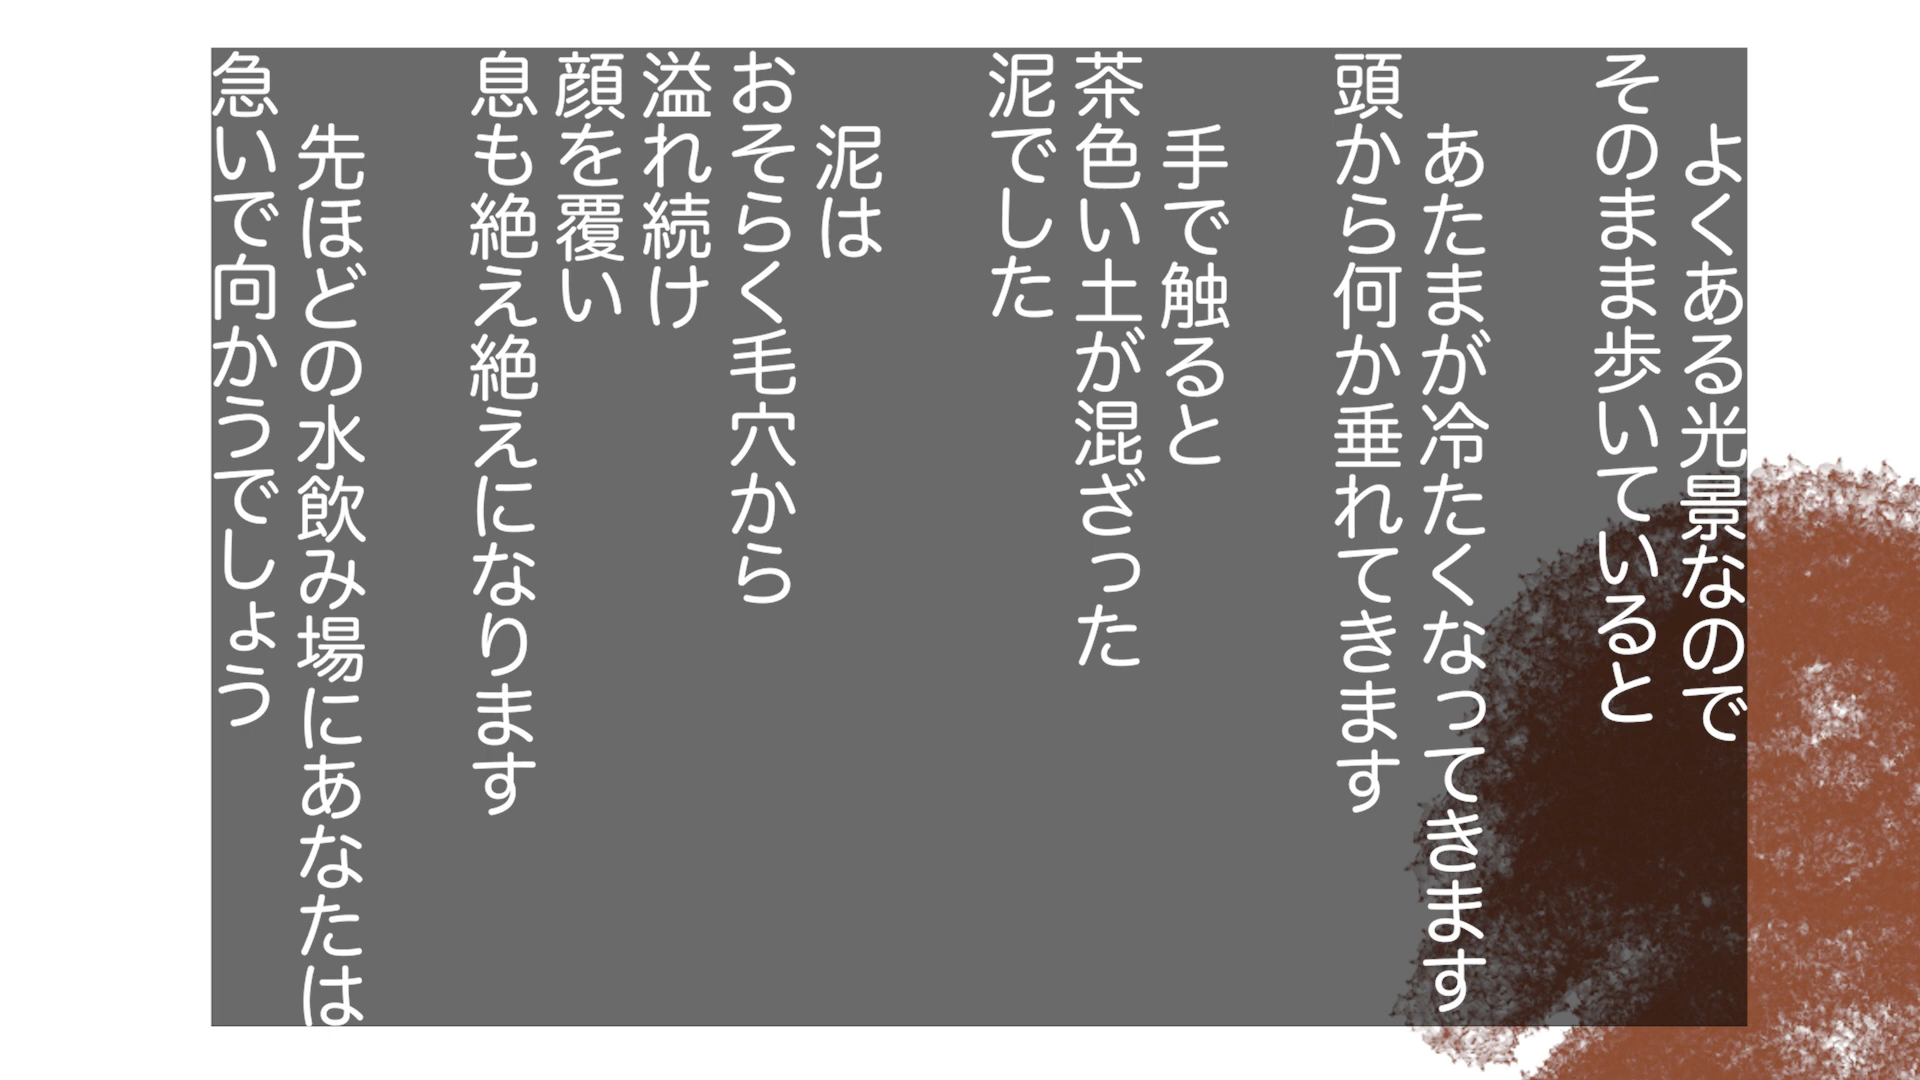 よくある光景なので
そのまま歩いていると
あたまが冷たくなってきます
頭から何か垂れてきます
手で触ると
茶色い土が混ざった
泥でした
泥は
おそらく毛穴から
溢れ続け
顔を覆い
息も絶え絶えになります
先ほどの水飲み場にあなたは
急いで向かうでしょう